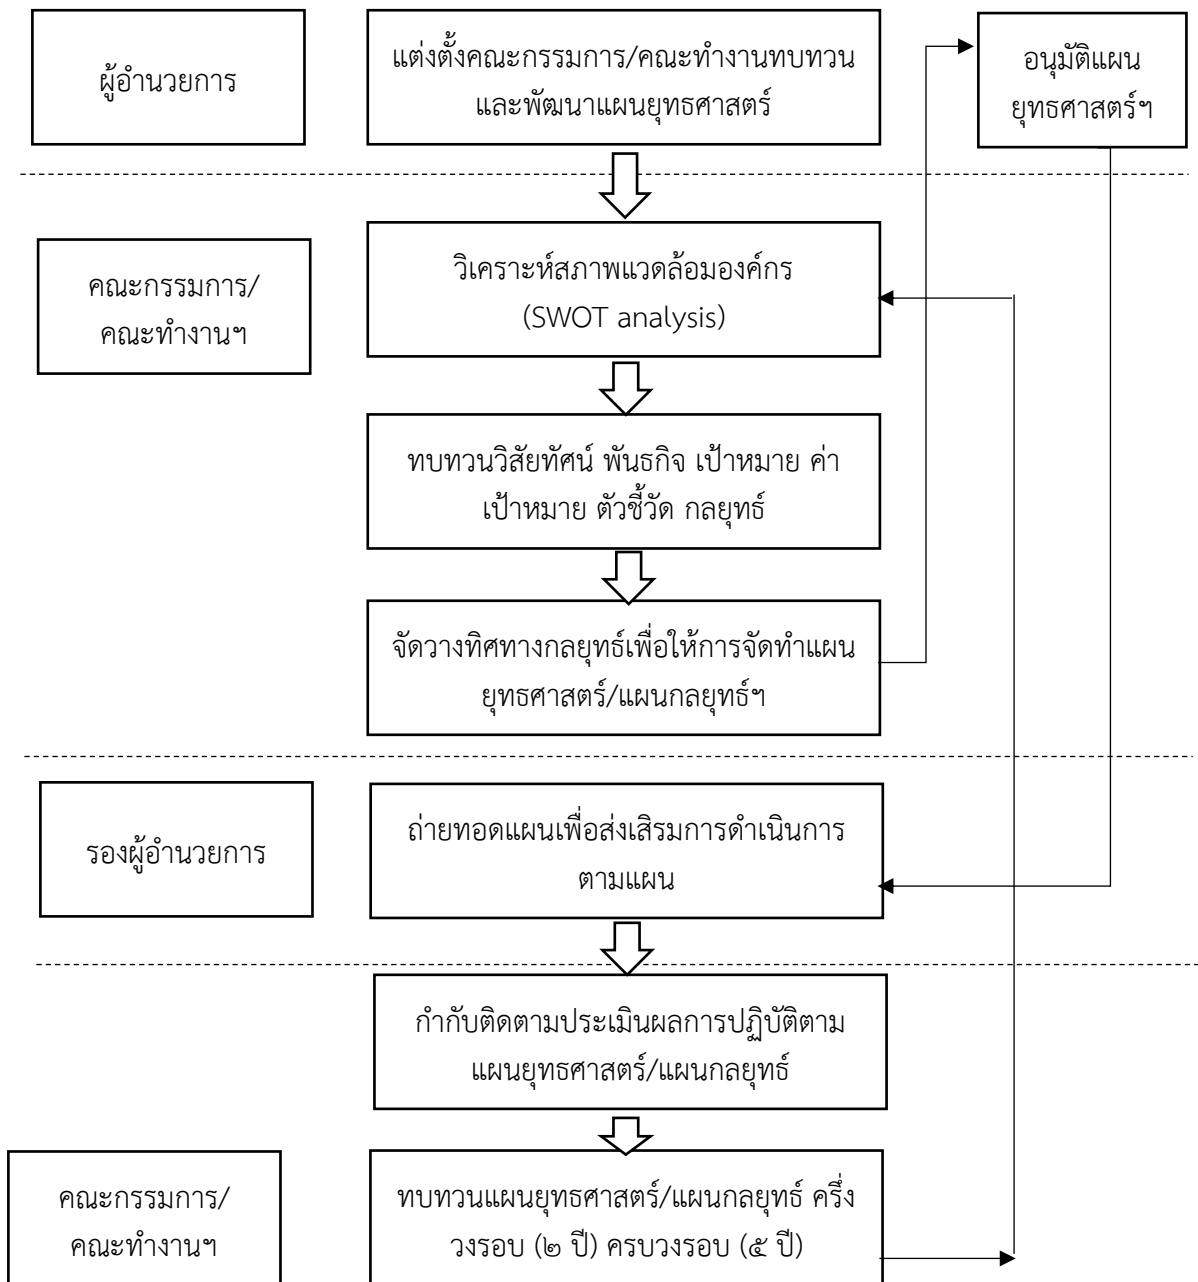 ผู้อำนวยการ
แต่งตั้งคณะกรรมการ/คณะทำงานทบทวน
และพัฒนาแผนยุทธศาสตร์
อนุมัติแผน
ยุทธศาสตร์ฯ
คณะกรรมการ/
คณะทำงานฯ
วิเคราะห์สภาพแวดล้อมองค์กร
(SWOT analysis)
ทบทวนวิสัยทัศน์ พันธกิจ เป้าหมาย ค่า
เป้าหมาย ตัวชี้วัด กลยุทธ์
จัดวางทิศทางกลยุทธ์เพื่อให้การจัดทำแผน
ยุทธศาสตร์/แผนกลยุทธ์ฯ
รองผู้อำนวยการ
ถ่ายทอดแผนเพื่อส่งเสิรมการดำเนินการ
ตามแผน
กำกับติดตามประเมินผลการปฏิบัติตาม
แผนยุทธศาสตร์/แผนกลยุทธ์
คณะกรรมการ/
คณะทำงานฯ
ทบทวนแผนยุทธศาสตร์/แผนกลยุทธ์ ครึ่ง
วงรอบ (๒ ปี) ครบวงรอบ (๕ ปี)